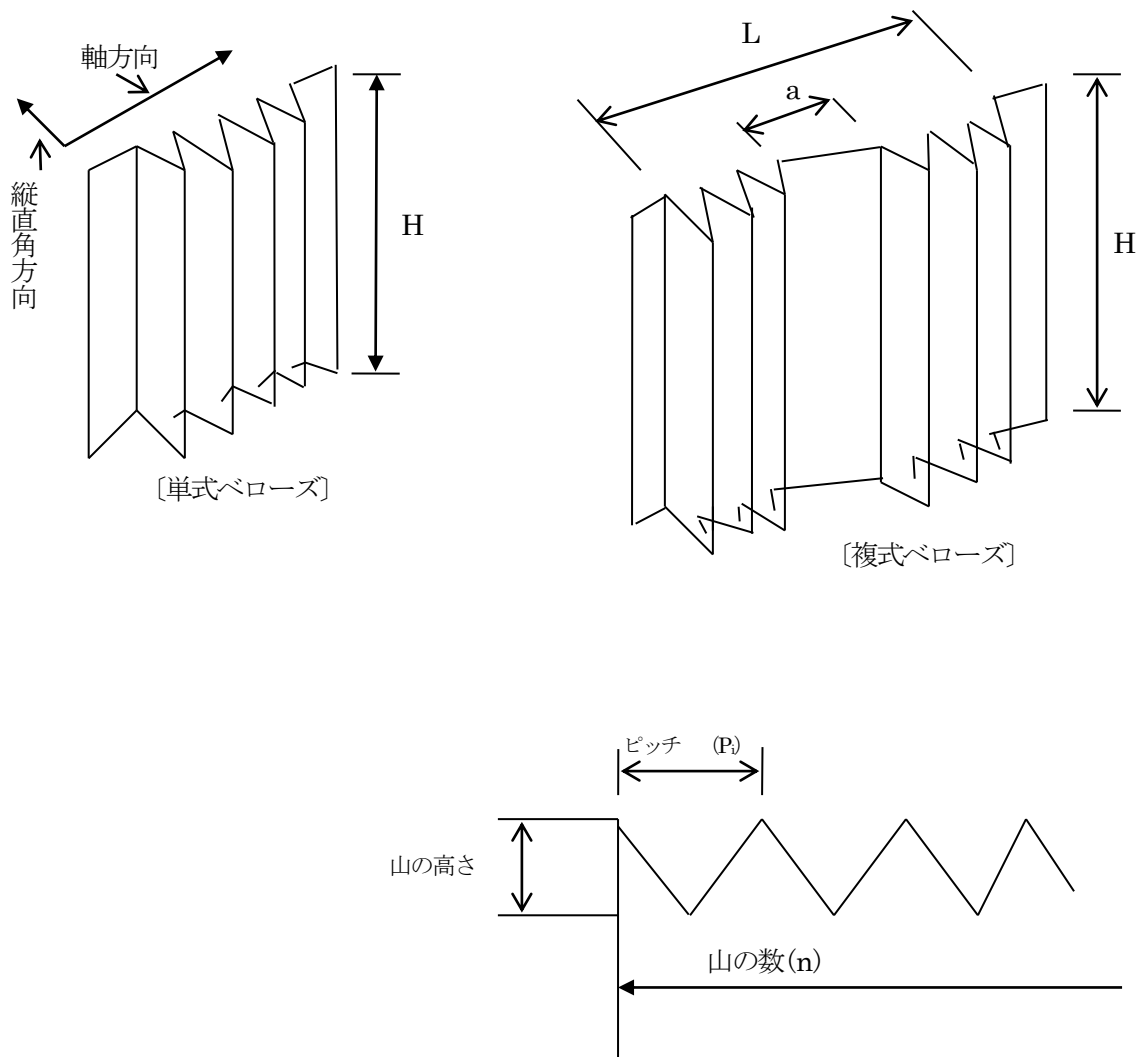 軸方向
縦直角方向
H
〔単式ベローズ〕
L
a
H
〔複式ベローズ〕
ピッチ (Pi)
山の高さ
山の数(n)